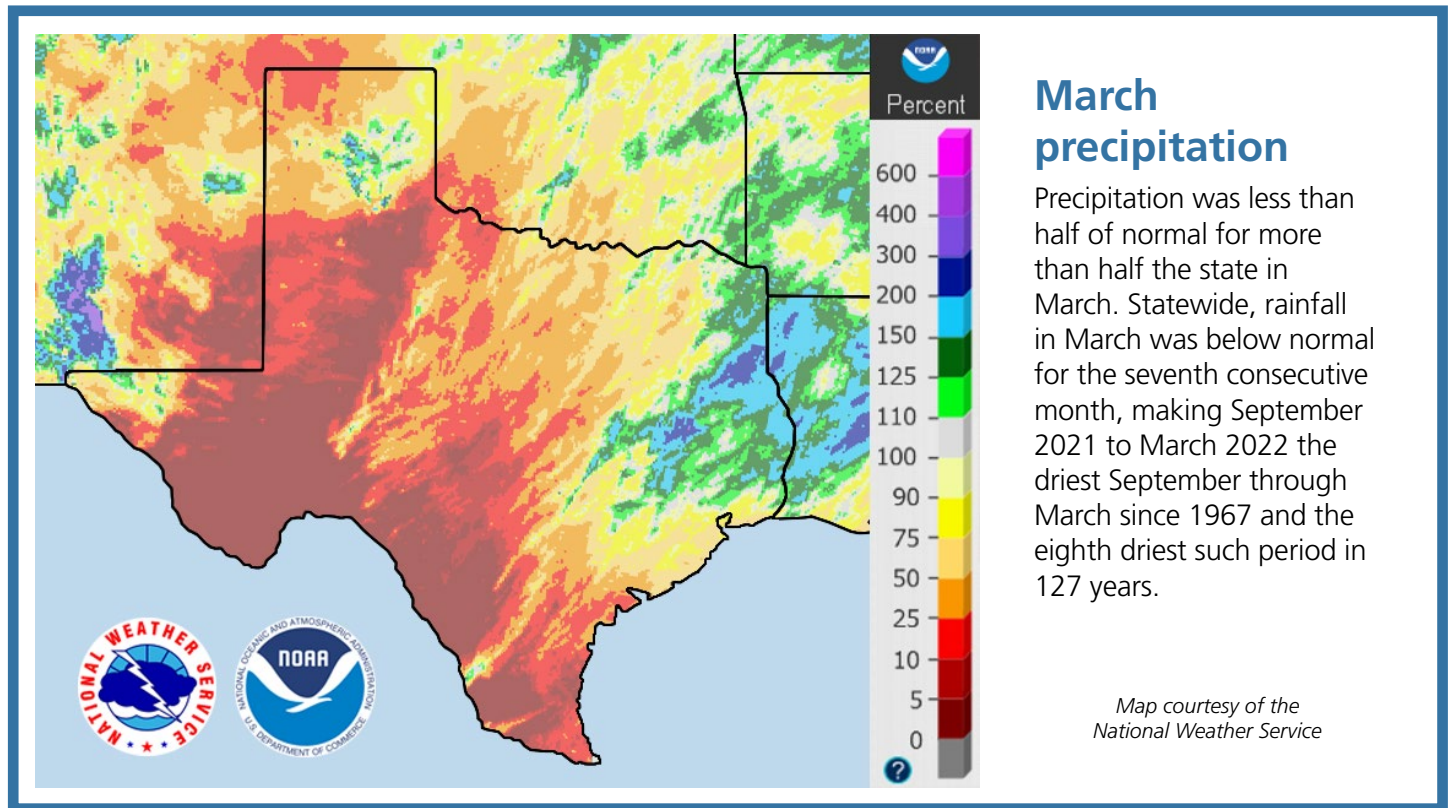 NOAA
Percent
600
400
300
200
150
125
110
100
90
75
50
25
10
5
0
?
NATIONAL WEATHER SERVICE
NATIONAL OCEANIC AND ATMOSPHERIC ADMINISTRATION
NOAA
U.S. DEPARTMENT OF COMMERCE
March
precipitation
Precipitation was less than
half of normal for more
than half the state in
March. Statewide, rainfall
in March was below normal
for the seventh consecutive
month, making September
2021 to March 2022 the
driest September through
March since 1967 and the
eighth driest such period in
127 years.
Map courtesy of the
National Weather Service